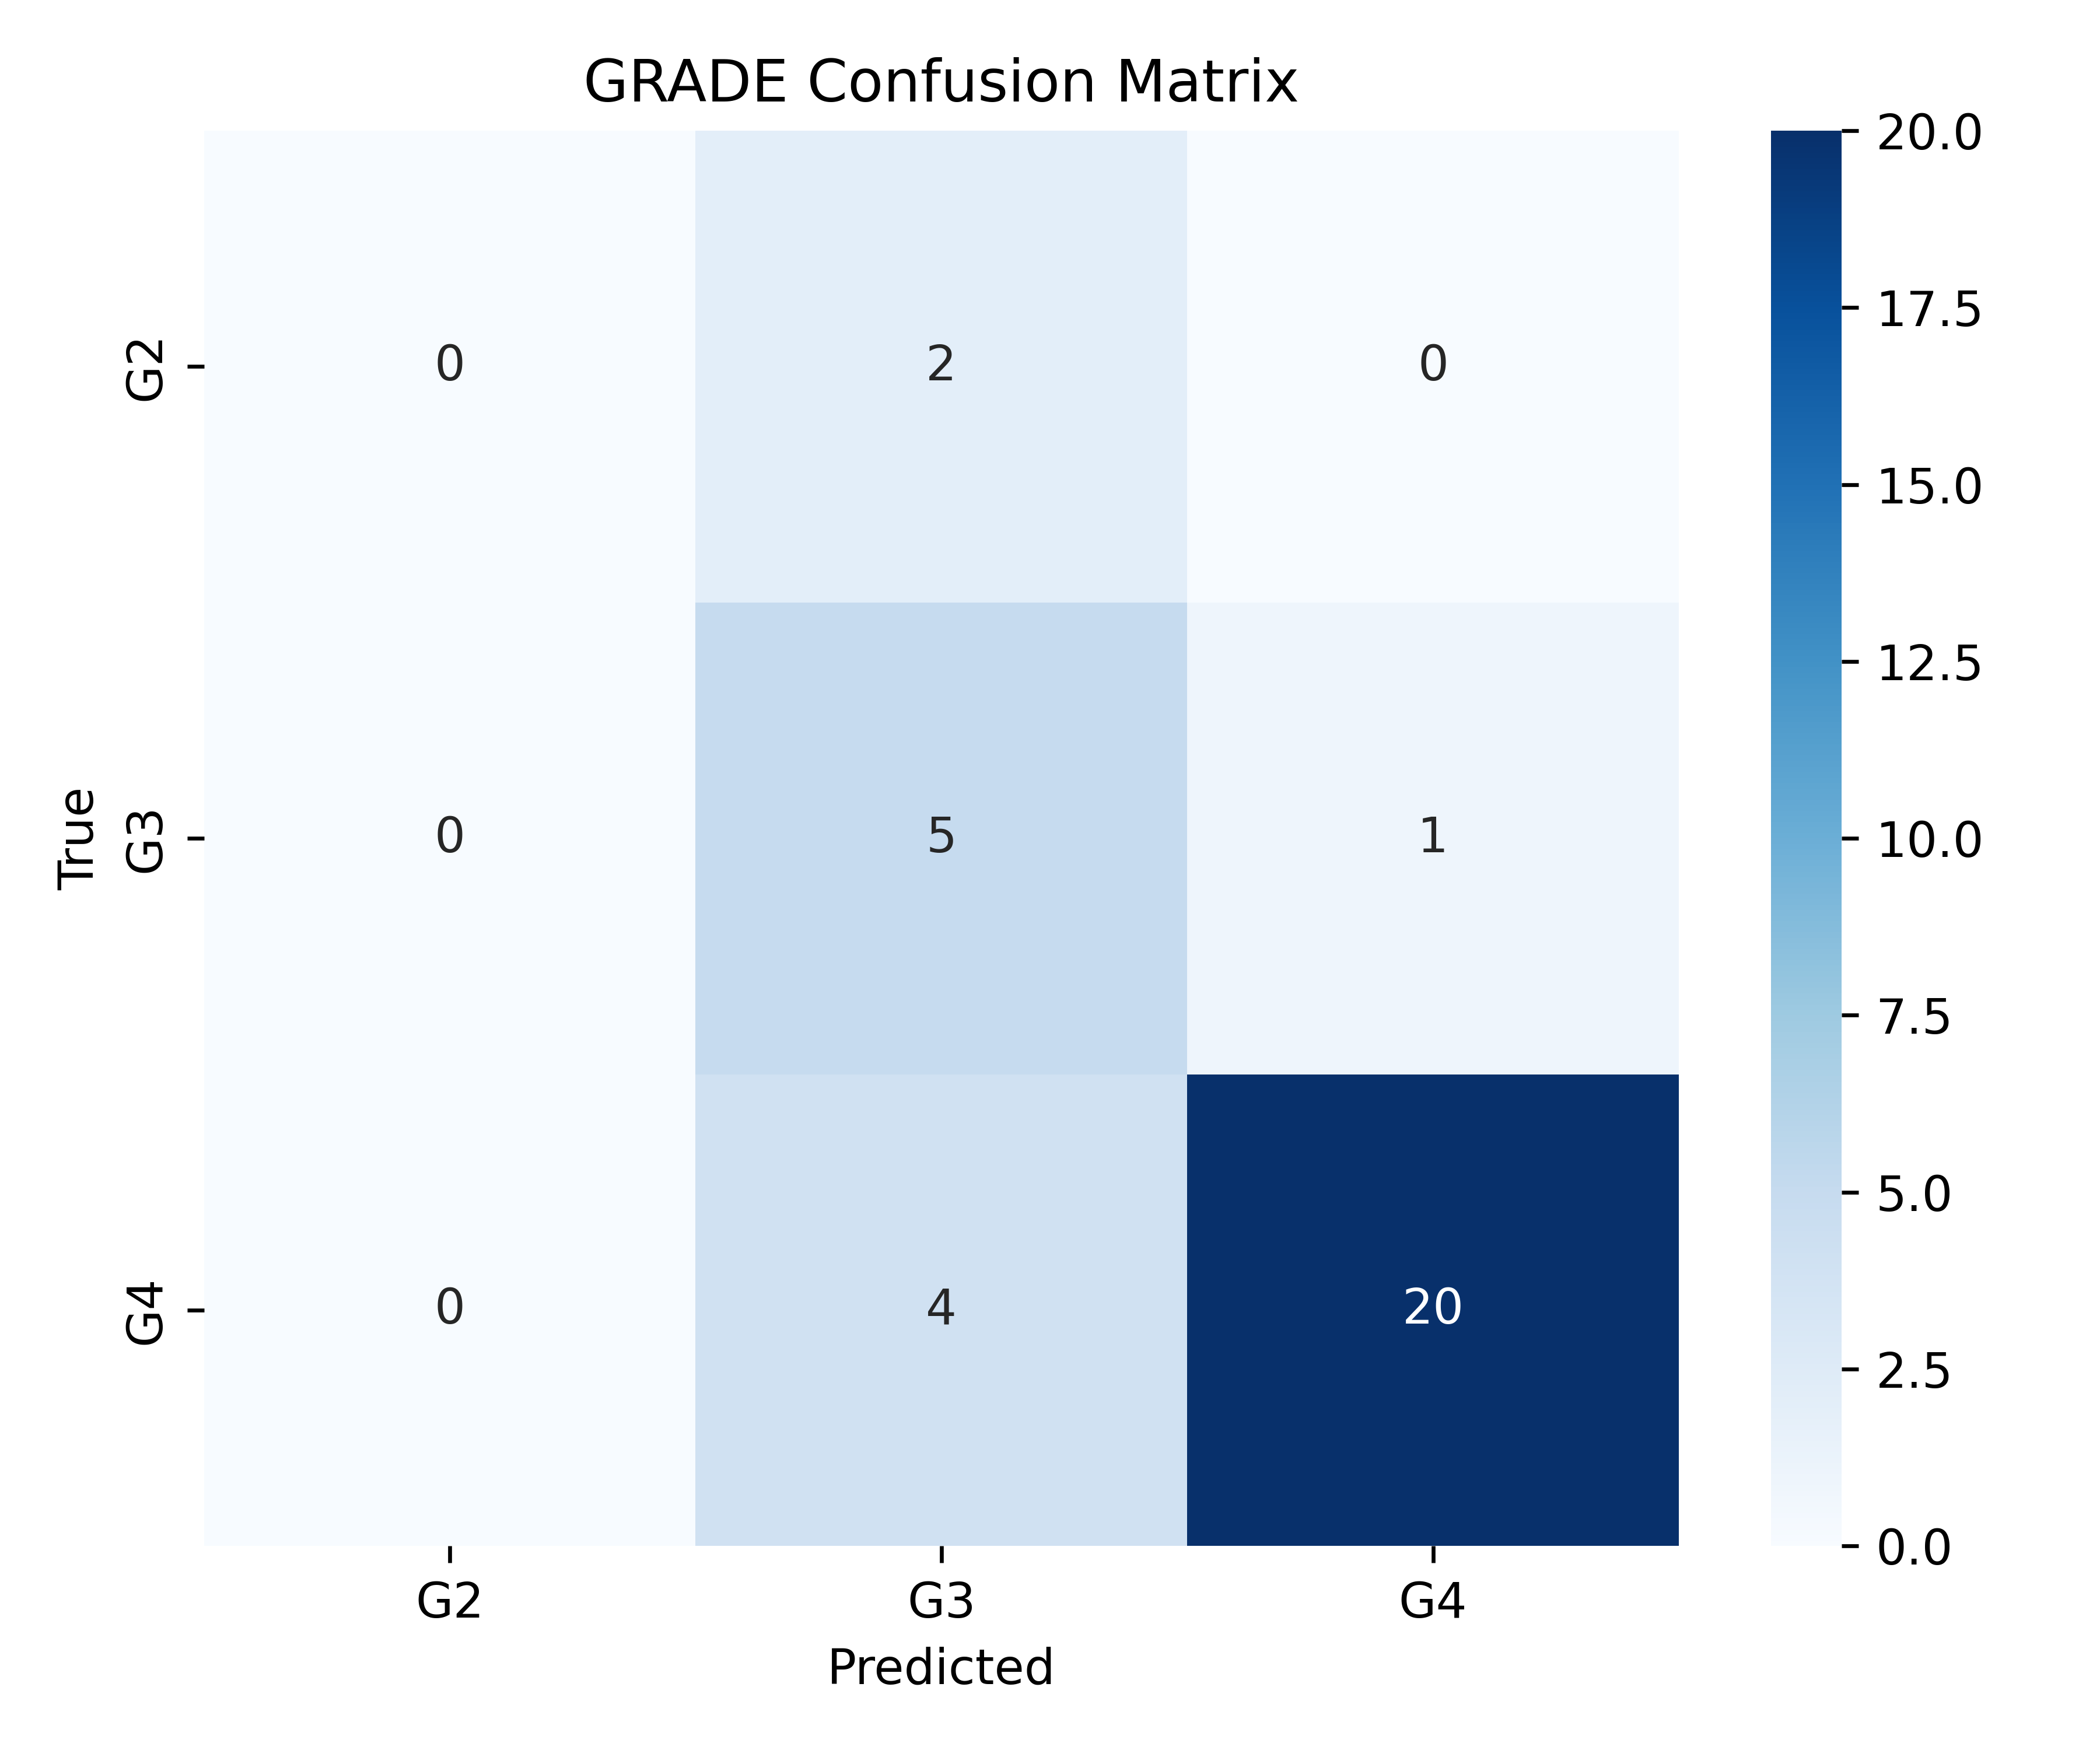 GRADE Confusion Matrix
True
G2 0 2 0
G3 0 5 1
G4 0 4 20
G2 G3 G4
Predicted
20.0
17.5
15.0
12.5
10.0
7.5
5.0
2.5
0.0